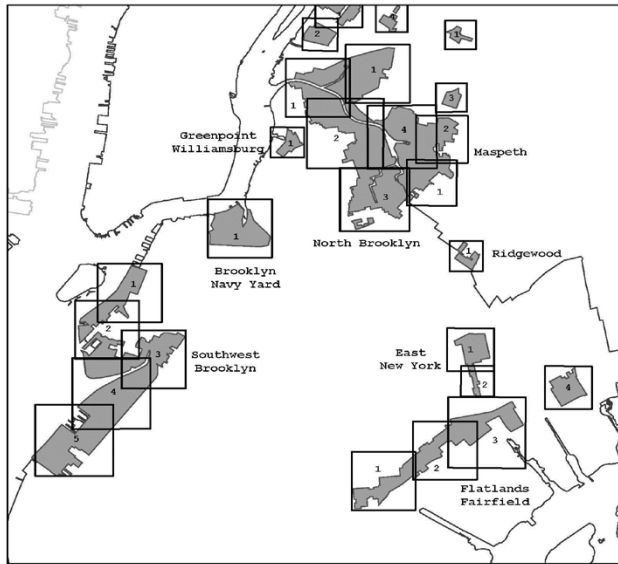 4
2
1
1
3
1
4
2
Greenpoint
Williamsburg
1
2
Maspeth
1
3
1
North Brooklyn
1
Ridgewood
Brooklyn
Navy Yard
1
2
3
Southwest
Brooklyn
East
New York
1
2
4
4
5
1
2
3
Flatlands
Fairfield